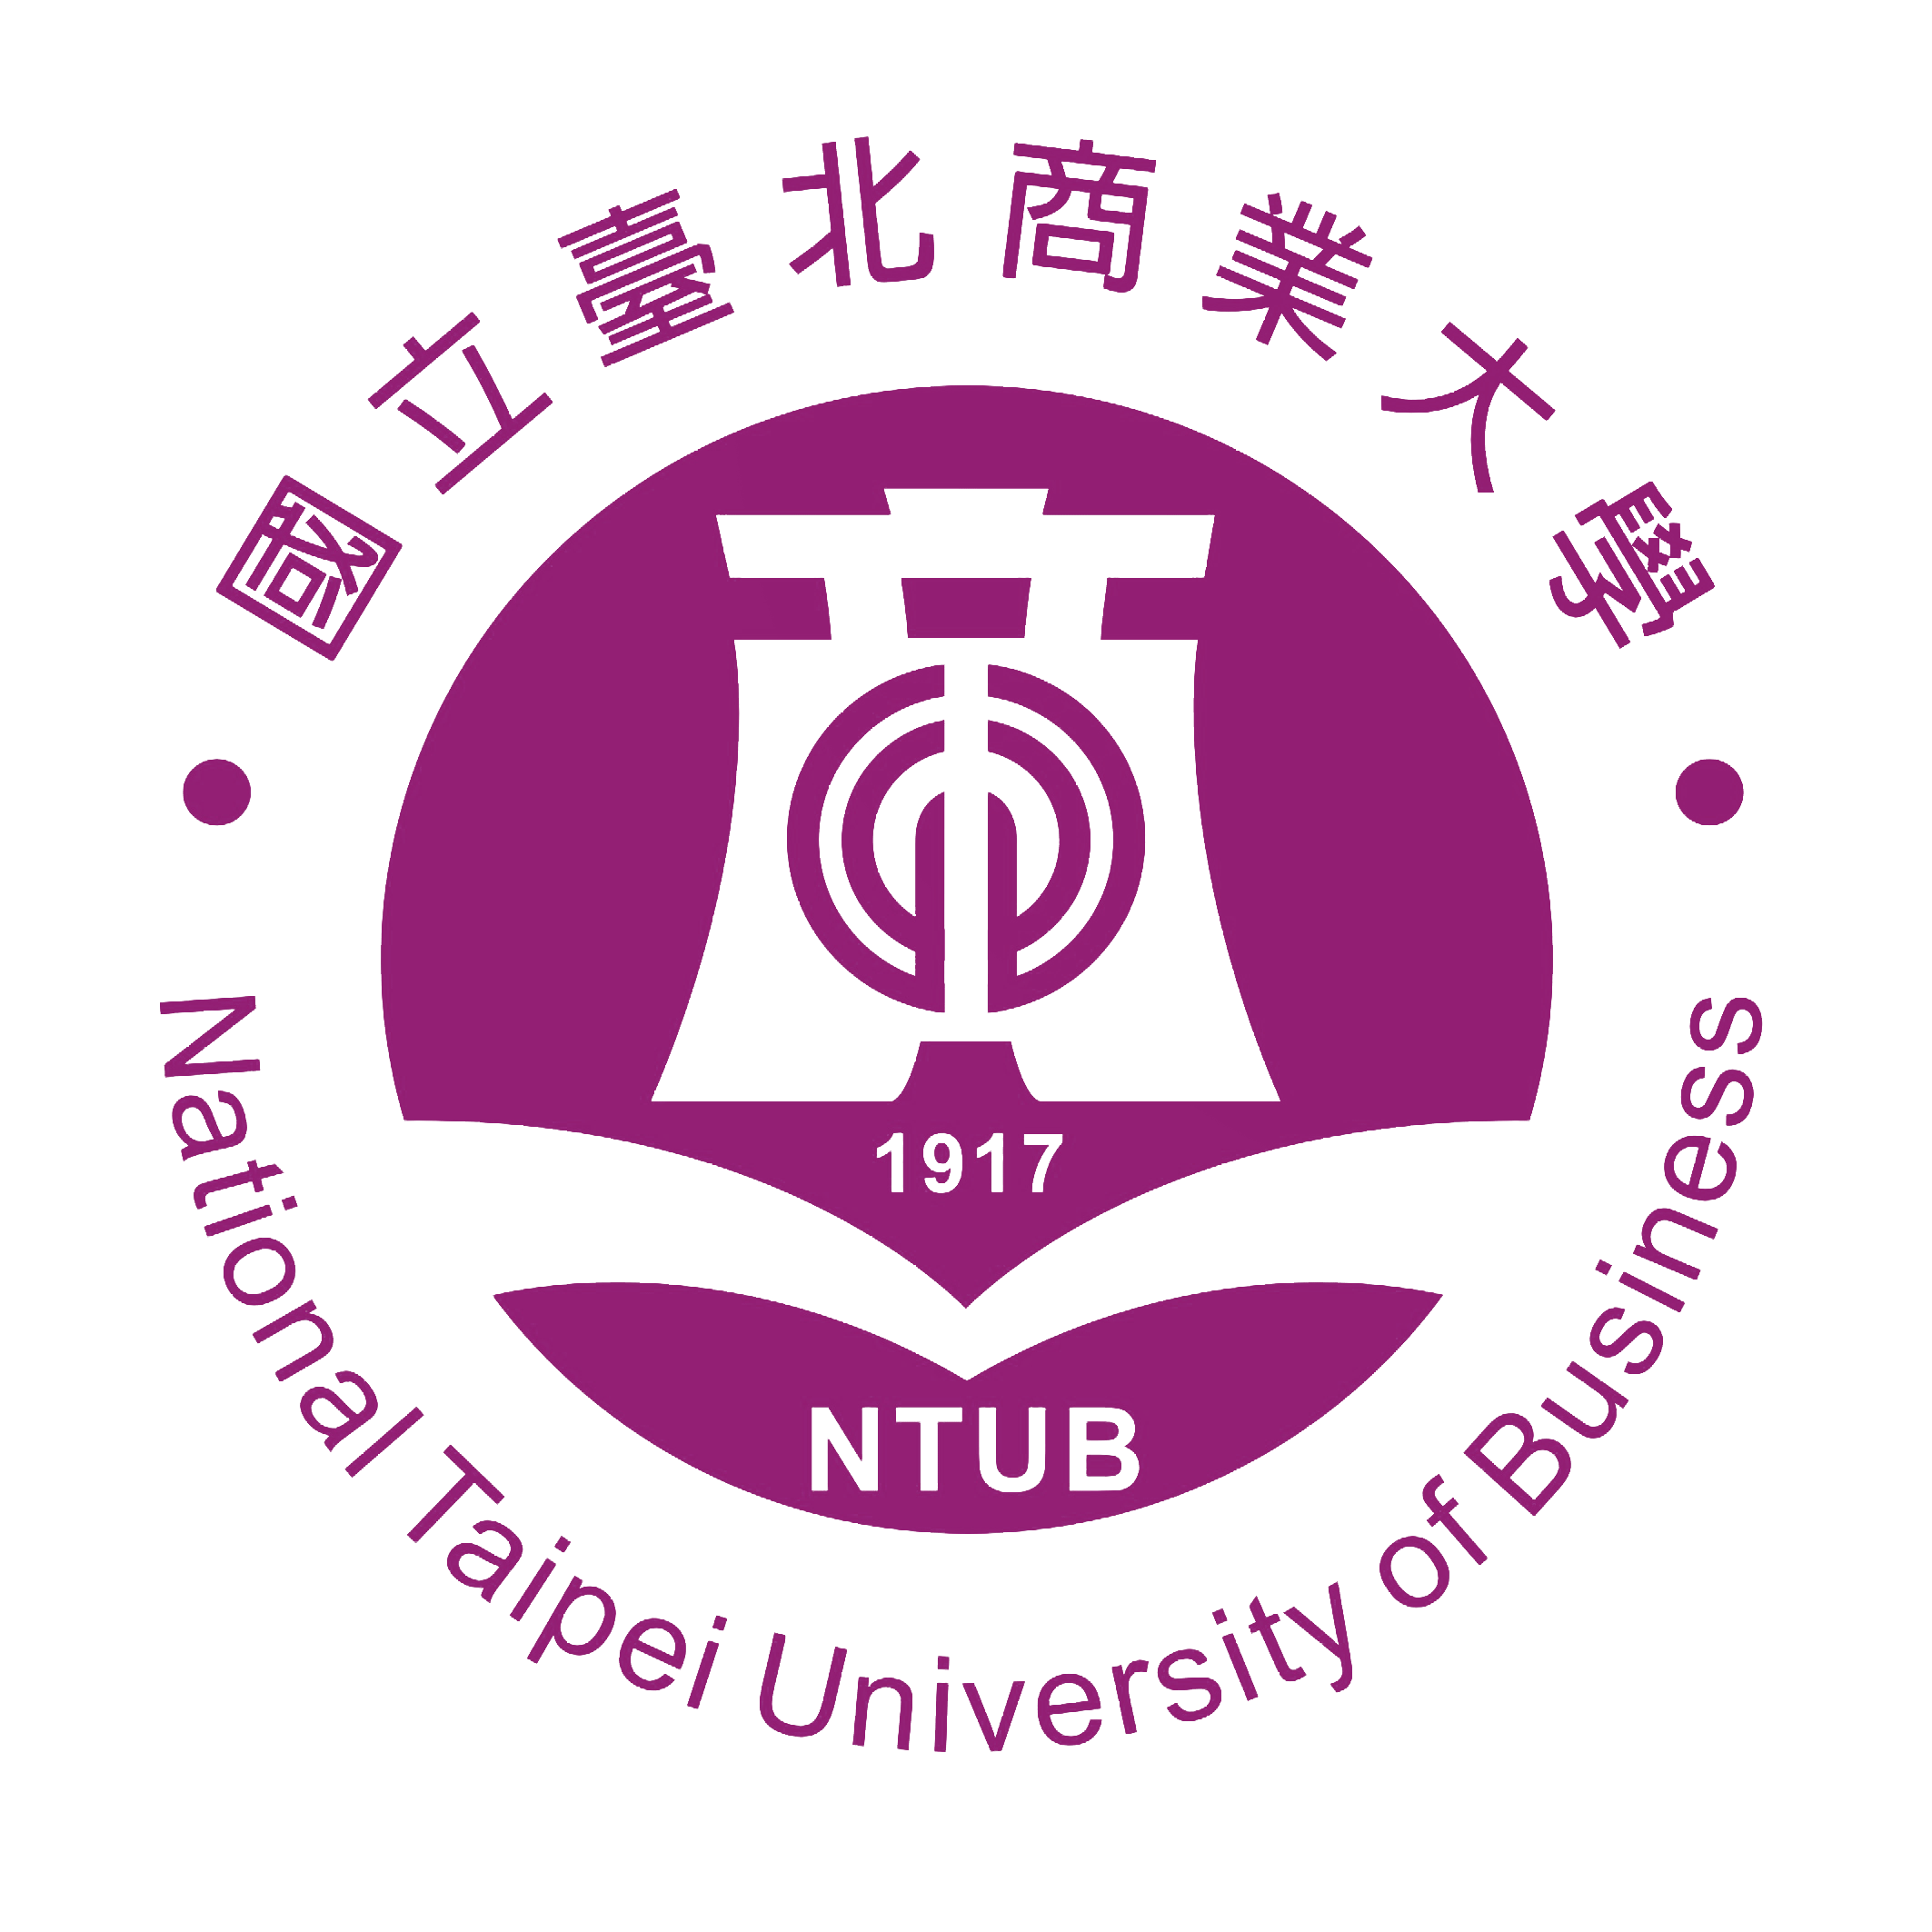 國立臺北商業大學
1917
NTUB
National Taipei University of Business